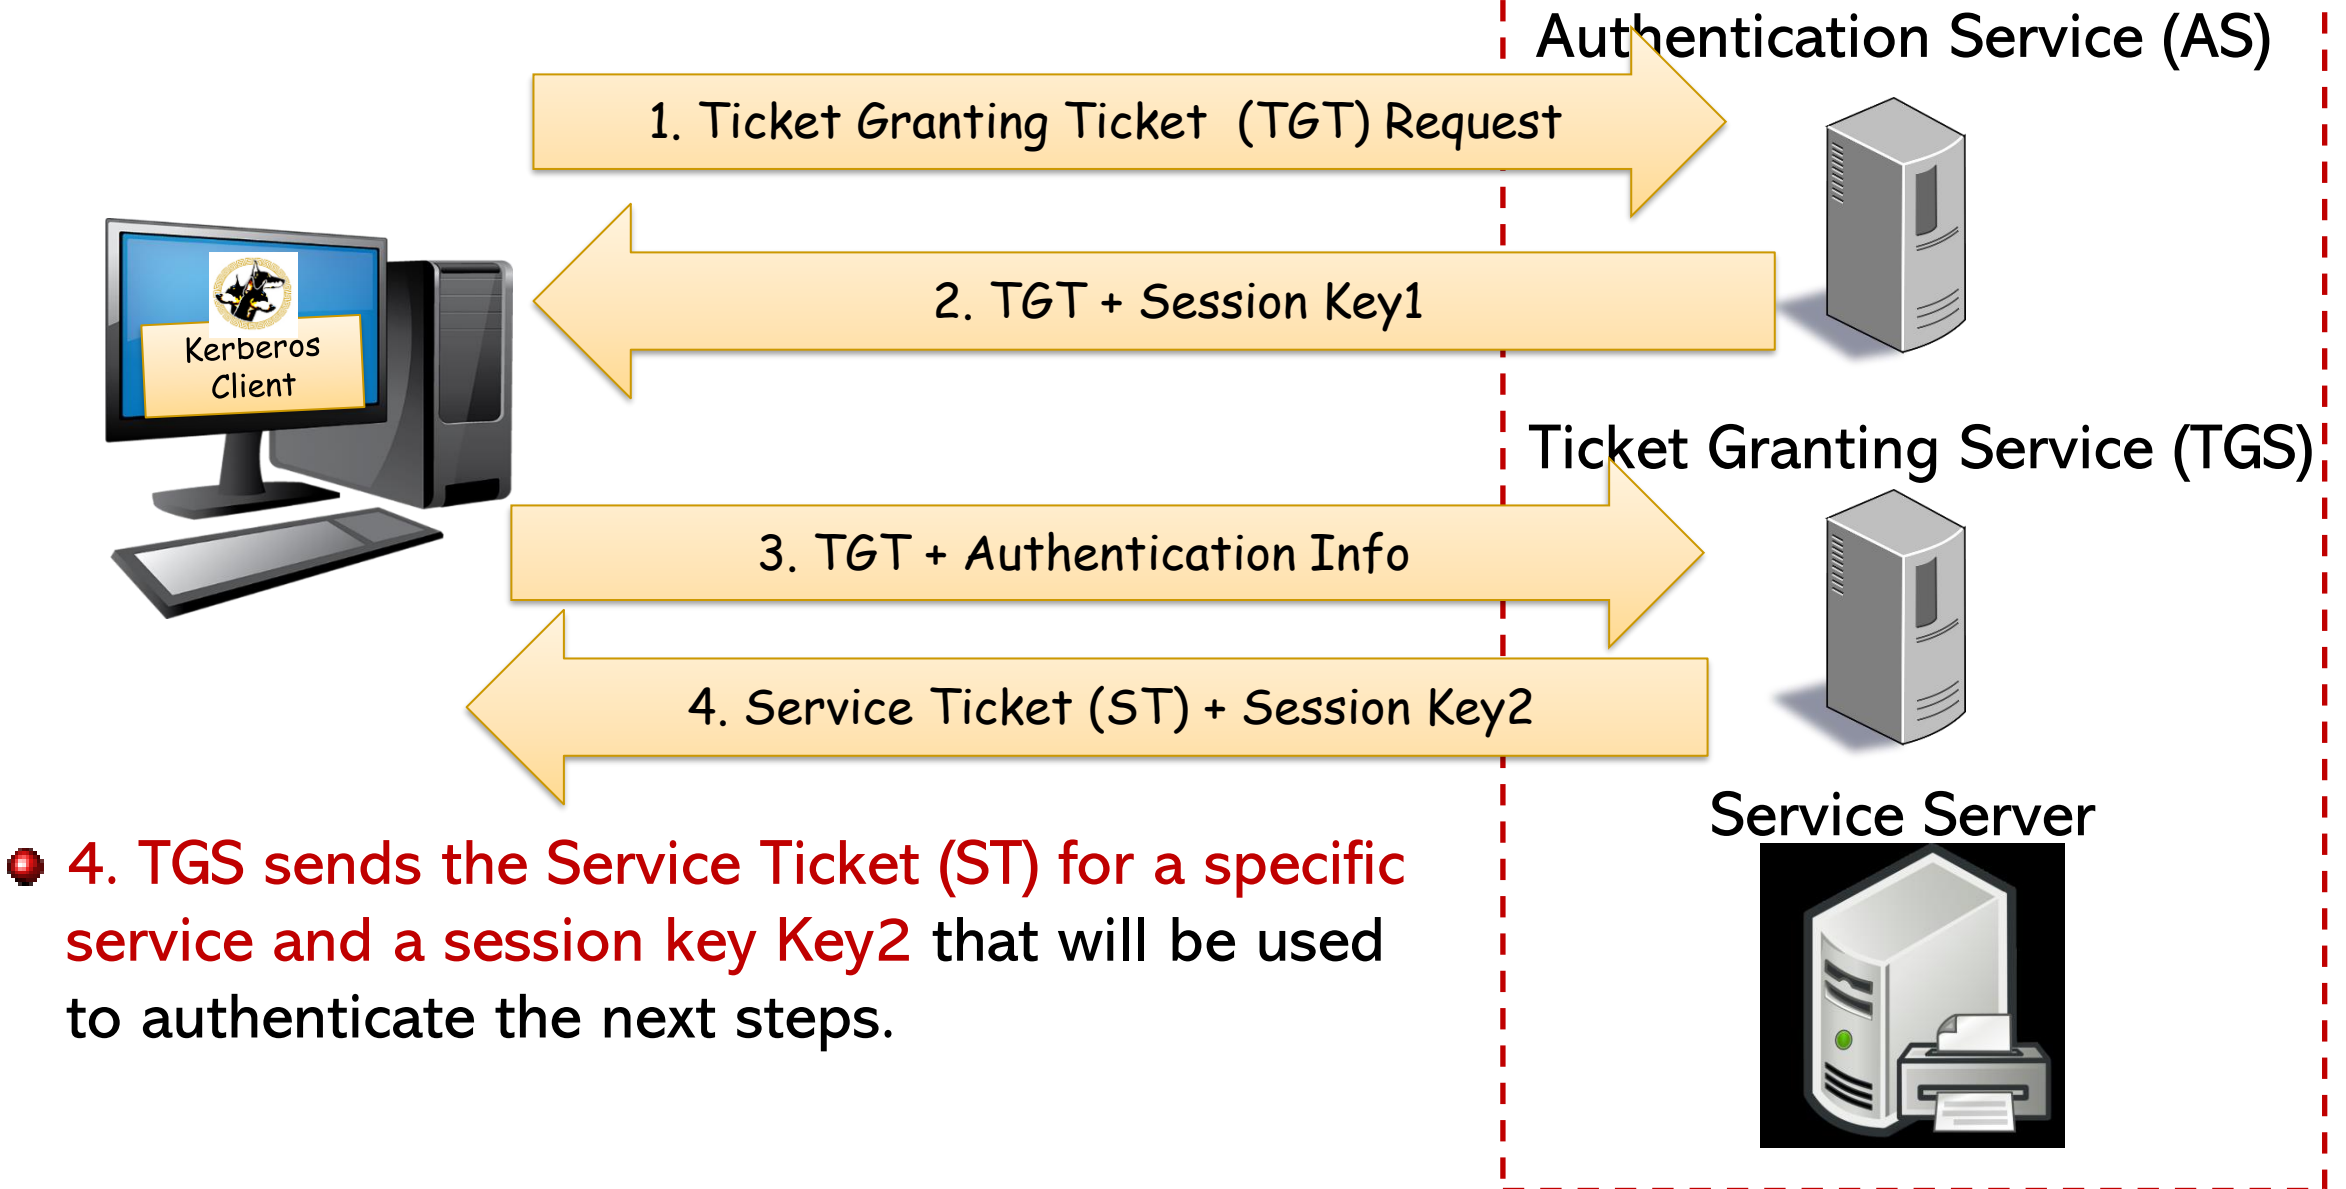 Authentication Service (AS)
1. Ticket Granting Ticket (TGT) Request
2. TGT + Session Key1
Kerberos
Client
Ticket Granting Service (TGS)
3. TGT + Authentication Info
4. Service Ticket (ST) + Session Key2
Service Server
4. TGS sends the Service Ticket (ST) for a specific
service and a session key Key2 that will be used
to authenticate the next steps.